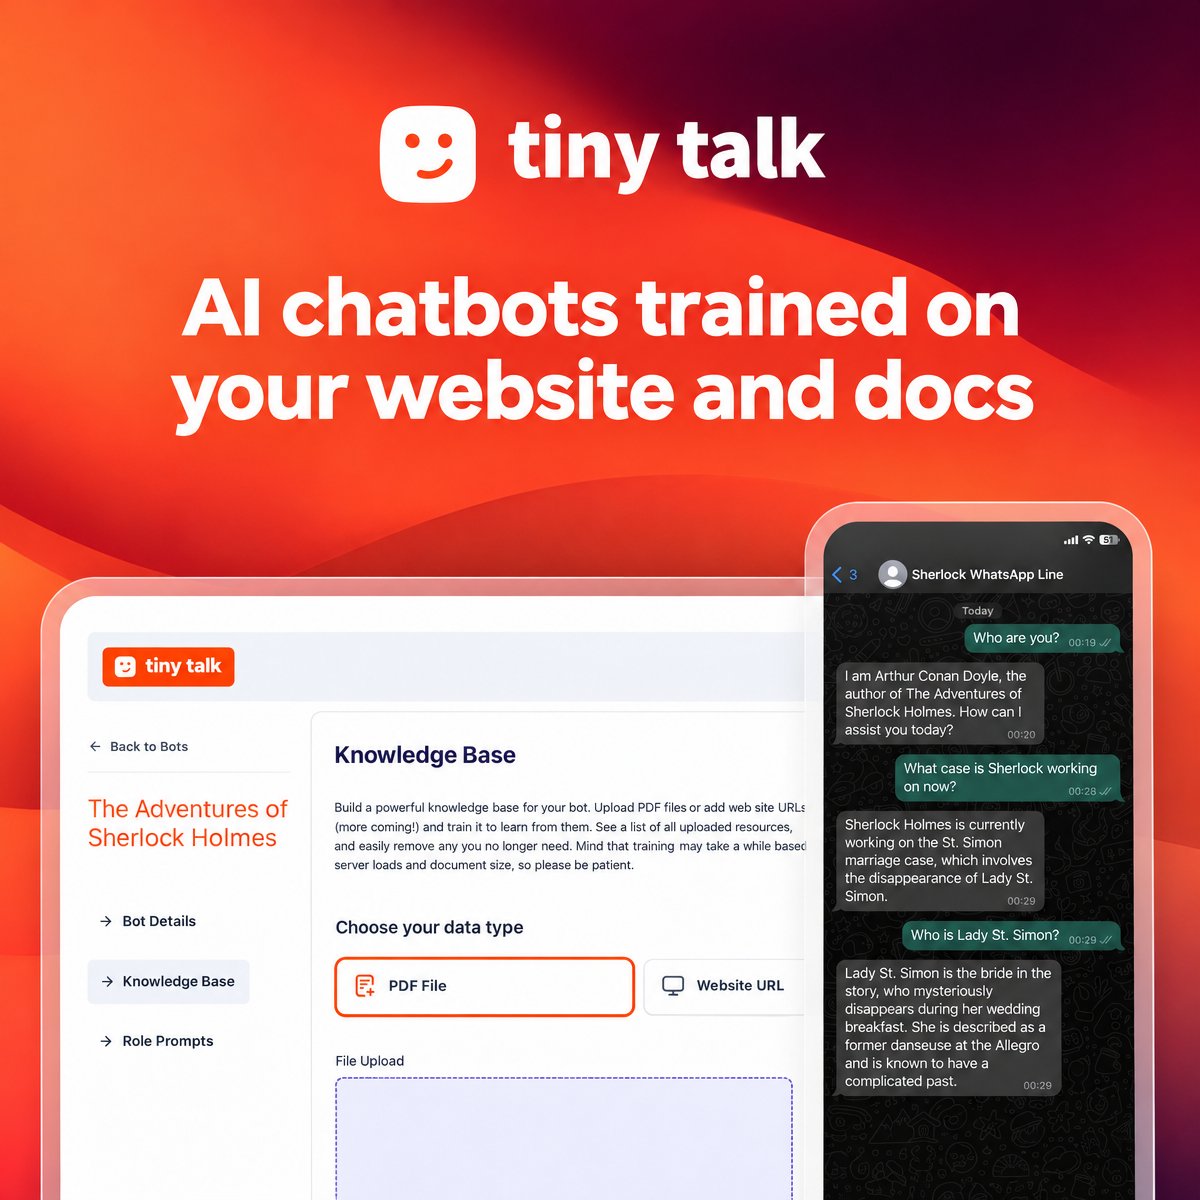 tiny talk
AI chatbots trained on
your website and docs
tiny talk
← Back to Bots
The Adventures of
Sherlock Holmes
→ Bot Details
→ Knowledge Base
→ Role Prompts
Knowledge Base
Build a powerful knowledge base for your bot. Upload PDF files or add web site URLs
(more coming!) and train it to learn from them. See a list of all uploaded resources,
and easily remove any you no longer need. Mind that training may take a while based
server loads and document size, so please be patient.
Choose your data type
PDF File
Website URL
File Upload
51
3
Sherlock WhatsApp Line
Today
Who are you? 00:19
I am Arthur Conan Doyle, the
author of The Adventures of
Sherlock Holmes. How can I
assist you today? 00:20
What case is Sherlock working
on now? 00:28
Sherlock Holmes is currently
working on the St. Simon
marriage case, which involves
the disappearance of Lady St.
Simon. 00:29
Who is Lady St. Simon? 00:29
Lady St. Simon is the bride in the
story, who mysteriously
disappears during her wedding
breakfast. She is described as a
former danseuse at the Allegro
and is known to have a
complicated past. 00:29